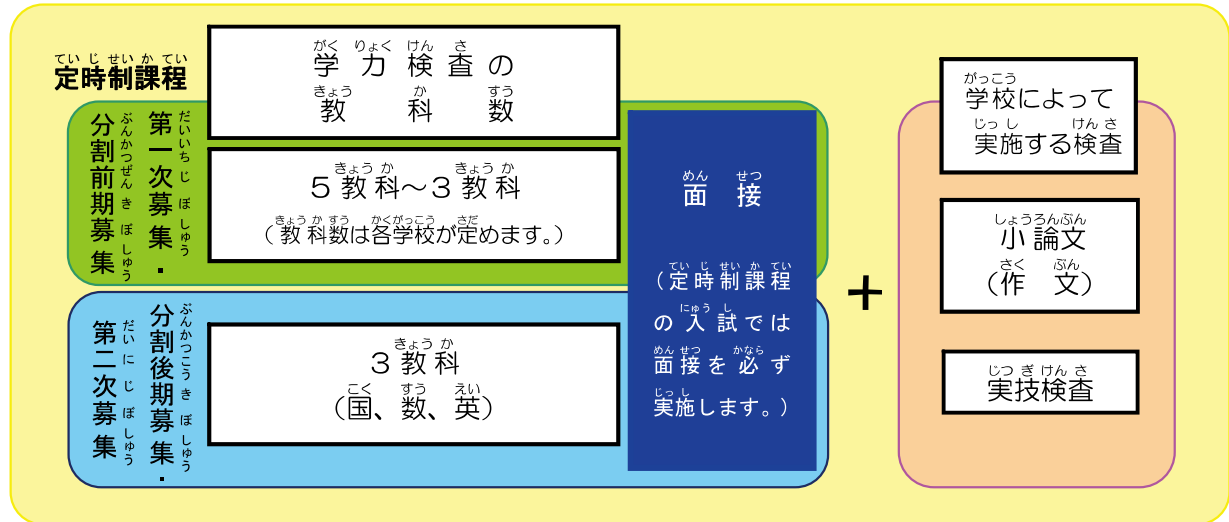 定時制課程
学力検査の
教科数
第一次募集・
分割前期募集
5教科～3教科
(教科数は各学校が定めます。)
分割後期募集・
第二次募集
3教科
(国、数、英)
面接
(定時制課程
の入試では
面接を必ず
実施します。)
+
学校によって
実施する検査
小論文
(作文)
実技検査